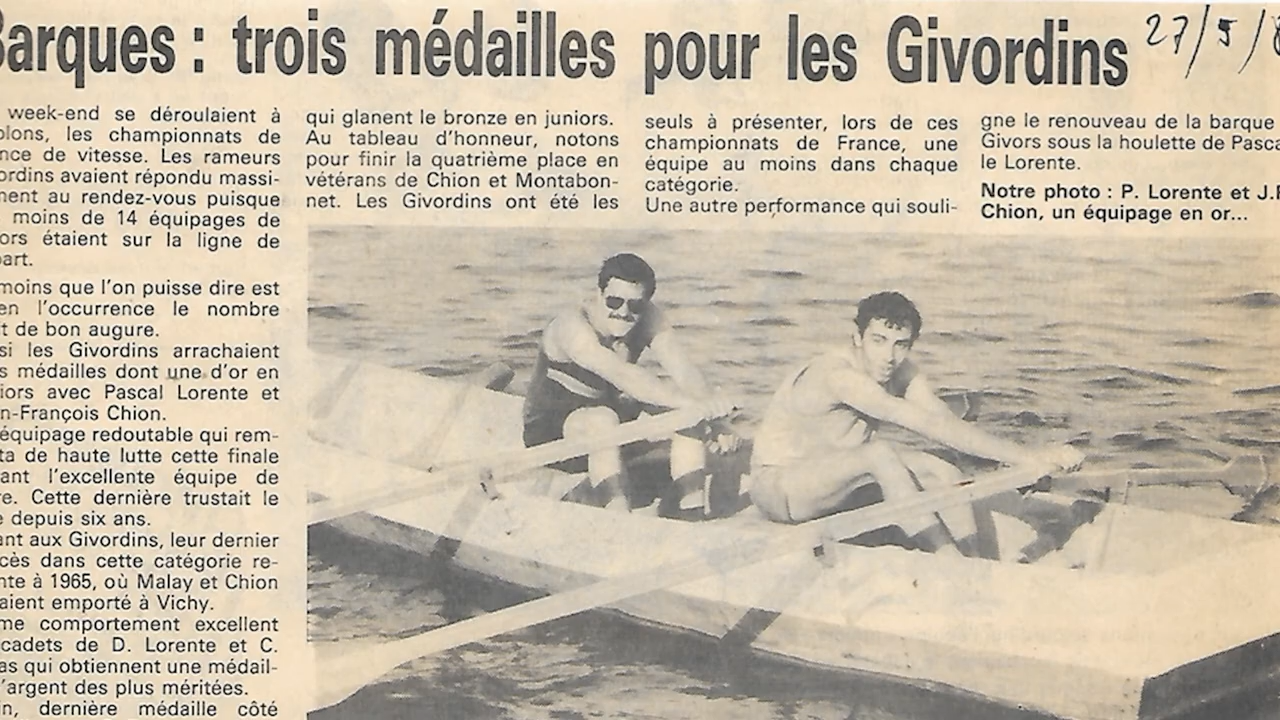 Barques : trois médailles pour les Givordins
27/5/8
week-end se déroulaient à
olons, les championnats de
nce de vitesse. Les rameurs
ordins avaient répondu massi-
ment au rendez-vous puisque
moins de 14 équipages de
ors étaient sur la ligne de
part.
moins que l'on puisse dire est
en l'occurrence le nombre
t de bon augure.
si les Givordins arrachaient
s médailles dont une d'or en
iors avec Pascal Lorente et
n-François Chion.
équipage redoutable qui rem-
ta de haute lutte cette finale
ant l'excellente équipe de
re. Cette dernière trustait le
e depuis six ans.
ant aux Givordins, leur dernier
cès dans cette catégorie re-
nte à 1965, où Malay et Chion
aient emporté à Vichy.
me comportement excellent
cadets de D. Lorente et C.
as qui obtiennent une médail-
'argent des plus méritées.
in, dernière médaille côté
qui glanent le bronze en juniors.
Au tableau d'honneur, notons
pour finir la quatrième place en
vétérans de Chion et Montabon-
net. Les Givordins ont été les
seuls à présenter, lors de ces
championnats de France, une
équipe au moins dans chaque
catégorie.
Une autre performance qui souli-
gne le renouveau de la barque
Givors sous la houlette de Pasca
le Lorente.
Notre photo : P. Lorente et J.F
Chion, un équipage en or...